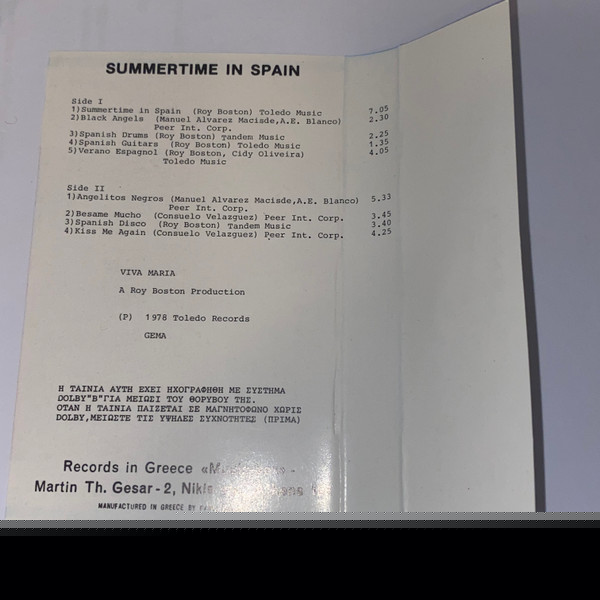 SUMMERTIME IN SPAIN
Side I
1)Summertime in Spain (Roy Boston) Toledo Music 7.05
2)Black Angels (Manuel Alvarez Macisde,A.E. Blanco) 2.30
Peer Int. Corp.
3)Spanish Drums (Roy Boston) Tandem Music 2.25
4)Spanish Guitars (Roy Boston) Toledo Music 1.35
5)Verano Espagnol (Roy Boston, Cidy Oliveira) 4.05
Toledo Music
Side II
1)Angelitos Negros (Manuel Alvarez Macisde,A.E. Blanco) 5.33
Peer Int. Corp.
2)Besame Mucho (Consuelo Velazguez) Peer Int. Corp. 3.45
3)Spanish Disco (Roy Boston) Tandem Music 3.40
4)Kiss Me Again (Consuelo Velazguez) Peer Int. Corp. 4.25
VIVA MARIA
A Roy Boston Production
(P) 1978 Toledo Records
GEMA
Η ΤΑΙΝΙΑ ΑΥΤΗ ΕΧΕΙ ΗΧΟΓΡΑΦΗΘΗ ΜΕ ΣΥΣΤΗΜΑ
DOLBY"B"ΓΙΑ ΜΕΙΩΣΙ ΤΟΥ ΘΟΡΥΒΟΥ ΤΗΣ.
ΟΤΑΝ Η ΤΑΙΝΙΑ ΠΑΙΖΕΤΑΙ ΣΕ ΜΑΓΝΗΤΟΦΩΝΟ ΧΩΡΙΣ
DOLBY,ΜΕΙΩΣΤΕ ΤΙΣ ΥΨΗΛΕΣ ΣΥΧΝΟΤΗΤΕΣ (ΠΡΙΜΑ)
Records in Greece
Martin Th. Gesar - 2,
MANUFACTURED IN GREECE BY